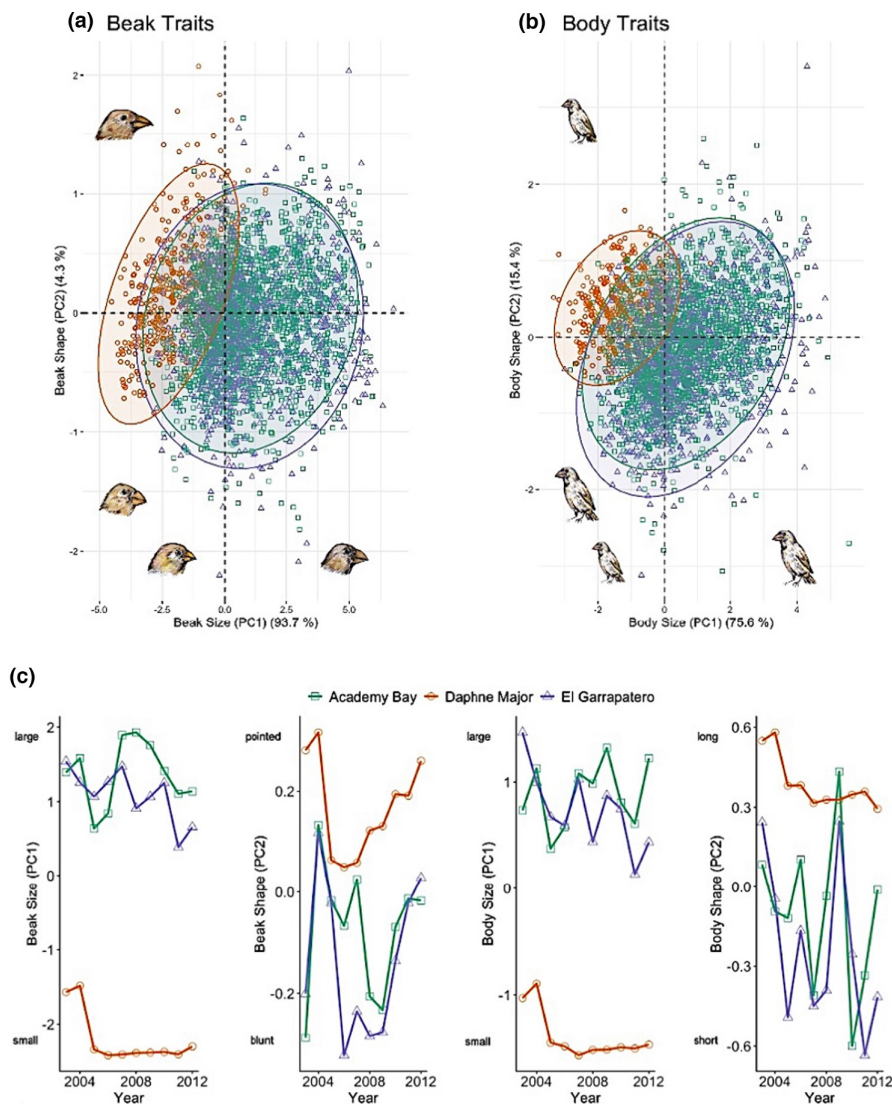 (a) Beak Traits
2
1
0
-1
-2
Beak Shape (PC2) (4.3 %)
-5.0 -2.5 0.0 2.5 5.0
Beak Size (PC1) (93.7 %)
(b) Body Traits
2
0
-2
Body Shape (PC2) (15.4 %)
-2 0 2 4
Body Size (PC1) (75.6 %)
(c)
Academy Bay Daphne Major El Garrapatero
large
2
1
0
-1
-2
small
Beak Size (PC1)
2004 2008 2012
Year
pointed
0.2
0.0
-0.2
blunt
Beak Shape (PC2)
2004 2008 2012
Year
large
1
0
-1
small
Body Size (PC1)
2004 2008 2012
Year
long
0.6
0.3
0.0
-0.3
-0.6
short
Body Shape (PC2)
2004 2008 2012
Year